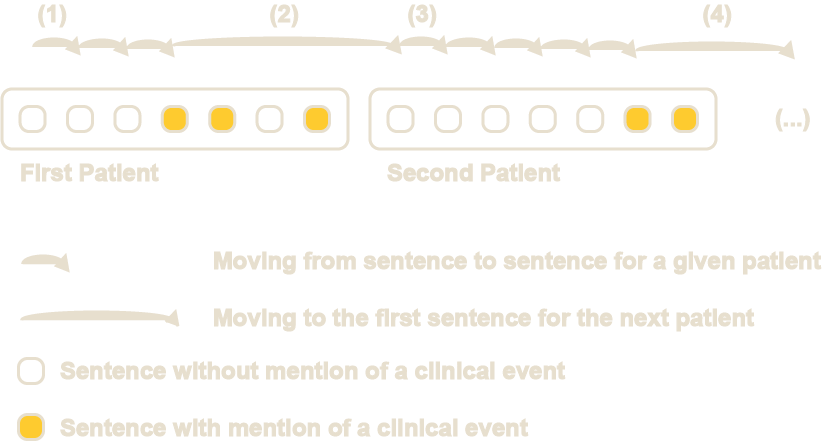 (1) (2) (3) (4)
(...)
First Patient Second Patient
Moving from sentence to sentence for a given patient
Moving to the first sentence for the next patient
Sentence without mention of a clinical event
Sentence with mention of a clinical event